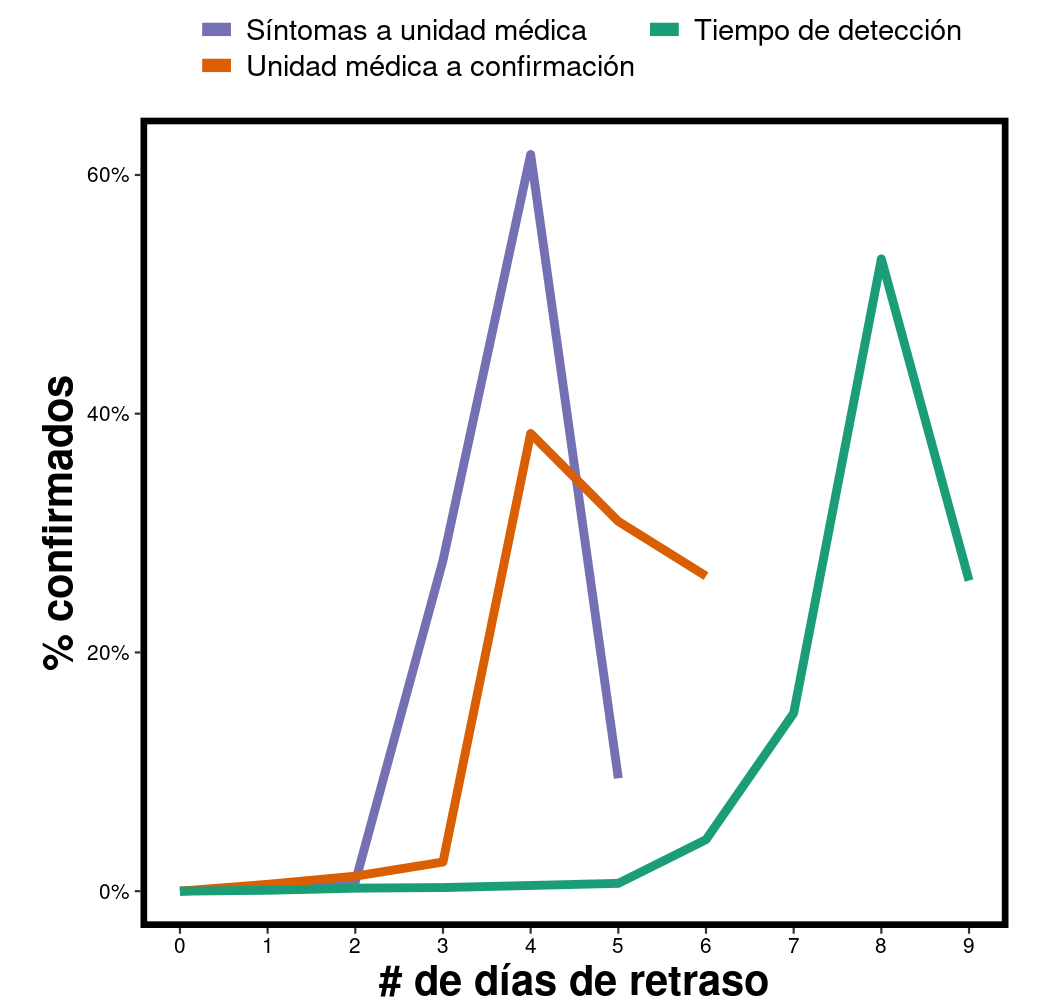 Síntomas a unidad médica
Tiempo de detección
Unidad médica a confirmación
60%
40%
20%
0%
% confirmados
0 1 2 3 4 5 6 7 8 9
# de días de retraso